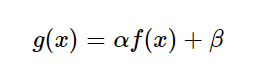 g(x) = αf(x) + β